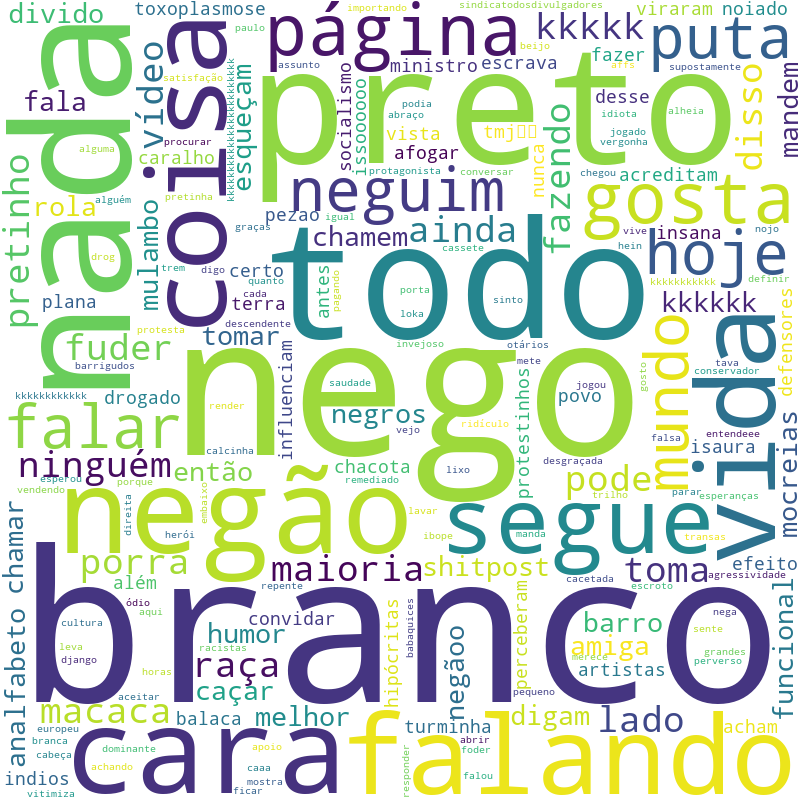 divido
toxoplasmose
paulo
página
importando
sindicatodosdivulgadores
kkkkk
viraram
noiado
puta
beijo
fala
vídeo
coisa
satisfação
assunto
ministro
escrava
fazer
affs
supostamente
nada
esqueçam
kkkkkkkkkkkkkkkkkkkkkk
socialismo
issoooooo
preto
desse
idiota
jogado
vergonha
disso
mandem
alguma
procurar
podia
abraço
vista
tmj
nunca
caralho
afogar
protagonista
conversar
chegou
acreditam
alheia
pretinho
rola
alguém
pretinha
neguim
fazendo
gosta
drog
mulambo
pezao
igual
graças
chamem
ainda
vive
insana
hein
nojo
hoje
trem
digo
certo
cada
terra
quanto
cassete
todo
plana
antes
pagando
porta
sinto
loka
kkkkkk
kkkkkkkkkkk
definir
defensores
vida
protesta
descendente
tomar
invejoso
otários
mundo
tava
conservador
fuder
barrigudos
influenciam
nego
mete
jogou
povo
gosto
falsa
entendeee
kkkkkkkkkkkk
drogado
saudade
render
negros
vejo
ridículo
protestinhos
isaura
mocreias
falar
calcinha
chacota
remediado
lixo
desgraçada
ninguém
então
esperou
porque
pode
trilho
parar
esperanças
vendendo
negão
embaixo
lavar
segue
manda
transas
direita
herói
ibope
porra
maioria
shitpost
cacetada
toma
efeito
agressividade
além
repente
escroto
analfabeto
chamar
ódio
aqui
branco
nega
funcional
cultura
humor
convidar
hipócritas
babaquices
perceberam
barro
amiga
sente
leva
django
horas
raça
racistas
negãoo
merece
artistas
grandes
perverso
aceitar
caçar
pequeno
macaca
balaca
melhor
digam
lado
acham
europeu
branca
cabeça
dominante
cara
apoio
turminha
abrir
foder
falando
indios
achando
caaa
mostra
falou
responder
vitimiza
ficar